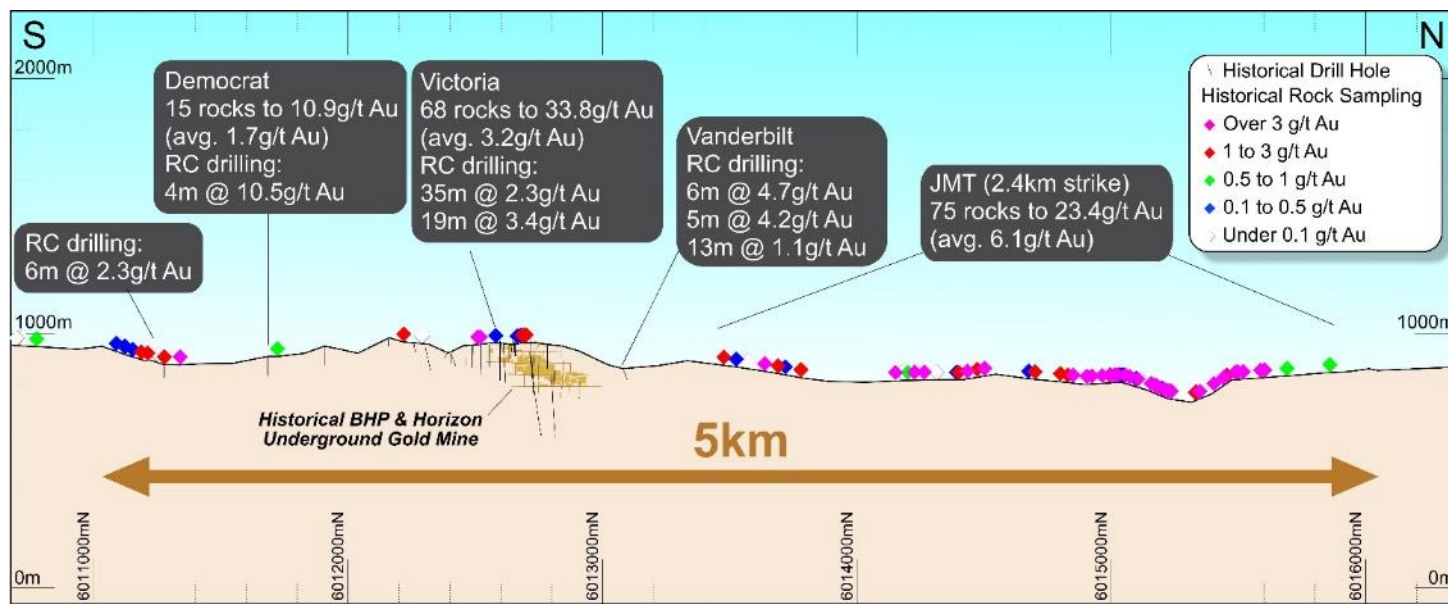 S
N
2000m
Democrat
15 rocks to 10.9g/t Au
(avg. 1.7g/t Au)
RC drilling:
4m @ 10.5g/t Au
Victoria
68 rocks to 33.8g/t Au
(avg. 3.2g/t Au)
RC drilling:
35m @ 2.3g/t Au
19m @ 3.4g/t Au
Vanderbilt
RC drilling:
6m @ 4.7g/t Au
5m @ 4.2g/t Au
13m @ 1.1g/t Au
JMT (2.4km strike)
75 rocks to 23.4g/t Au
(avg. 6.1g/t Au)
Historical Drill Hole
Historical Rock Sampling
Over 3 g/t Au
1 to 3 g/t Au
0.5 to 1 g/t Au
0.1 to 0.5 g/t Au
Under 0.1 g/t Au
RC drilling:
6m @ 2.3g/t Au
1000m
1000m
Historical BHP & Horizon
Underground Gold Mine
5km
0m
6011000mN
6012000mN
6013000mN
6014000mN
6015000mN
6016000mN
0m